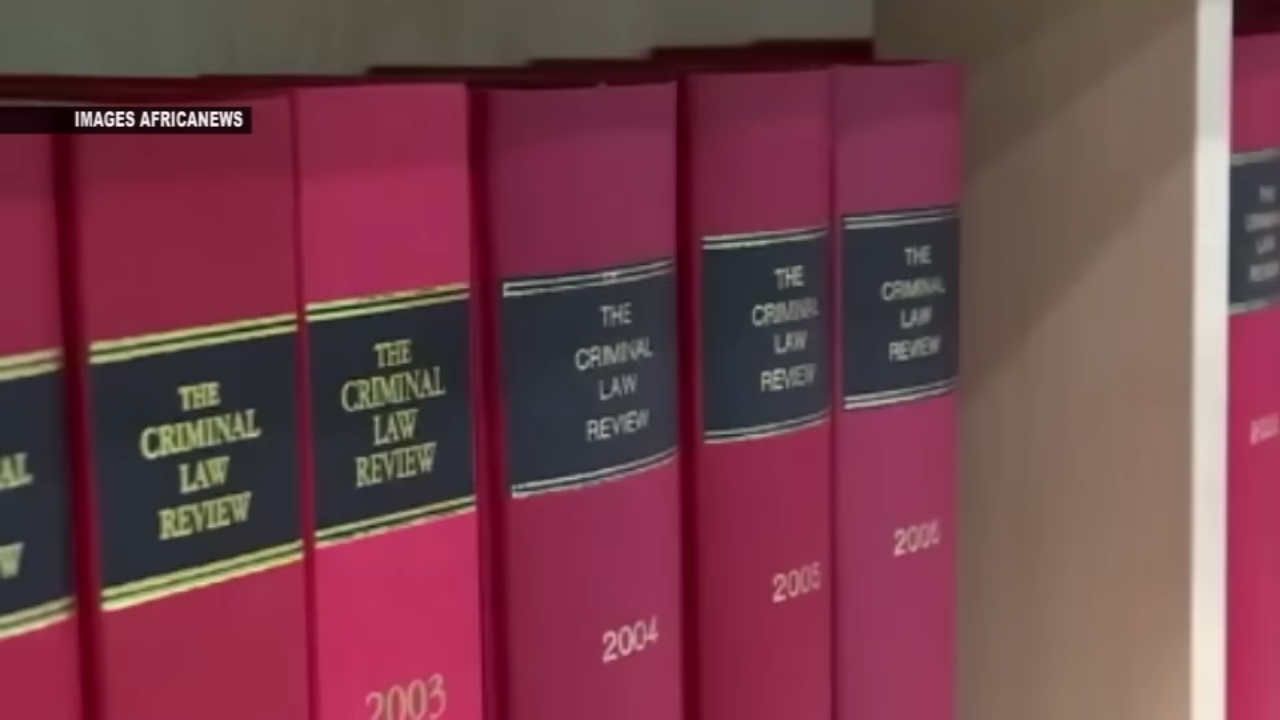 IMAGES AFRICANEWS
AL
W
THE
CRIMINAL
LAW
REVIEW
THE
CRIMINAL
LAW
REVIEW
2003
THE
CRIMINAL
LAW
REVIEW
2004
THE
CRIMINAL
LAW
REVIEW
2005
THE
CRIMINAL
LAW
REVIEW
2006